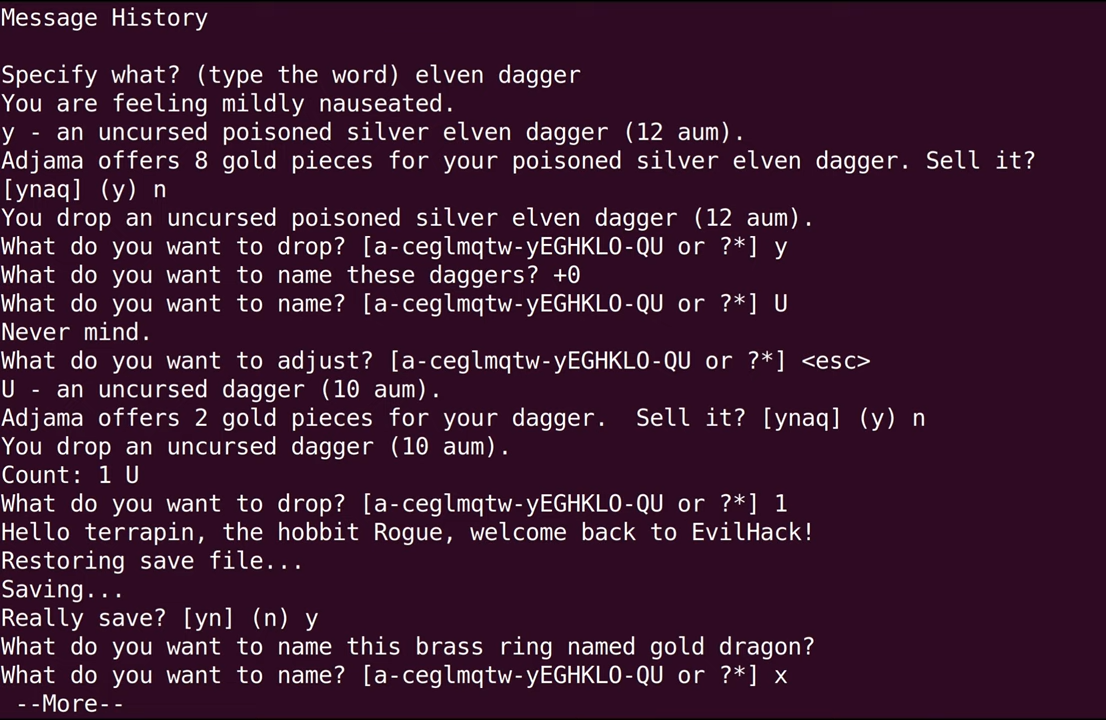 Message History
Specify what? (type the word) elven dagger
You are feeling mildly nauseated.
y - an uncursed poisoned silver elven dagger (12 aum).
Adjama offers 8 gold pieces for your poisoned silver elven dagger. Sell it?
[ynaq] (y) n
You drop an uncursed poisoned silver elven dagger (12 aum).
What do you want to drop? [a-ceglmqtw-yEGHKLO-QU or ?*] y
What do you want to name these daggers? +0
What do you want to name? [a-ceglmqtw-yEGHKLO-QU or ?*] U
Never mind.
What do you want to adjust? [a-ceglmqtw-yEGHKLO-QU or ?*] <esc>
U - an uncursed dagger (10 aum).
Adjama offers 2 gold pieces for your dagger.  Sell it? [ynaq] (y) n
You drop an uncursed dagger (10 aum).
Count: 1 U
What do you want to drop? [a-ceglmqtw-yEGHKLO-QU or ?*] 1
Hello terrapin, the hobbit Rogue, welcome back to EvilHack!
Restoring save file...
Saving...
Really save? [yn] (n) y
What do you want to name this brass ring named gold dragon?
What do you want to name? [a-ceglmqtw-yEGHKLO-QU or ?*] x
--More--